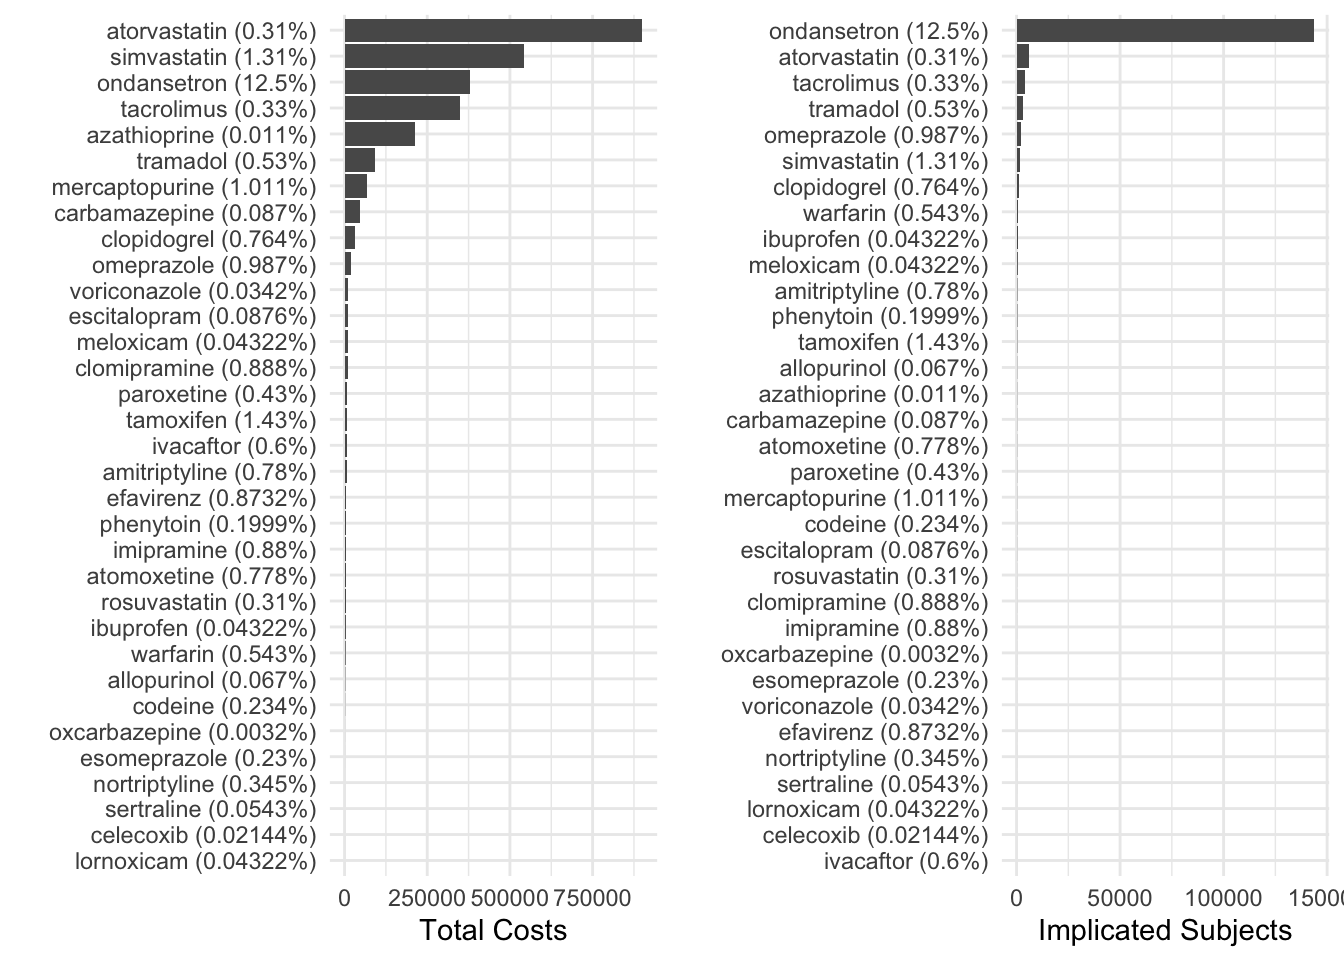 atorvastatin (0.31%)
simvastatin (1.31%)
ondansetron (12.5%)
tacrolimus (0.33%)
azathioprine (0.011%)
tramadol (0.53%)
mercaptopurine (1.011%)
carbamazepine (0.087%)
clopidogrel (0.764%)
omeprazole (0.987%)
voriconazole (0.0342%)
escitalopram (0.0876%)
meloxicam (0.04322%)
clomipramine (0.888%)
paroxetine (0.43%)
tamoxifen (1.43%)
ivacaftor (0.6%)
amitriptyline (0.78%)
efavirenz (0.8732%)
phenytoin (0.1999%)
imipramine (0.88%)
atomoxetine (0.778%)
rosuvastatin (0.31%)
ibuprofen (0.04322%)
warfarin (0.543%)
allopurinol (0.067%)
codeine (0.234%)
oxcarbazepine (0.0032%)
esomeprazole (0.23%)
nortriptyline (0.345%)
sertraline (0.0543%)
celecoxib (0.02144%)
lornoxicam (0.04322%)
0 250000 500000 750000
Total Costs
ondansetron (12.5%)
atorvastatin (0.31%)
tacrolimus (0.33%)
tramadol (0.53%)
omeprazole (0.987%)
simvastatin (1.31%)
clopidogrel (0.764%)
warfarin (0.543%)
ibuprofen (0.04322%)
meloxicam (0.04322%)
amitriptyline (0.78%)
phenytoin (0.1999%)
tamoxifen (1.43%)
allopurinol (0.067%)
azathioprine (0.011%)
carbamazepine (0.087%)
atomoxetine (0.778%)
paroxetine (0.43%)
mercaptopurine (1.011%)
codeine (0.234%)
escitalopram (0.0876%)
rosuvastatin (0.31%)
clomipramine (0.888%)
imipramine (0.88%)
oxcarbazepine (0.0032%)
esomeprazole (0.23%)
voriconazole (0.0342%)
efavirenz (0.8732%)
nortriptyline (0.345%)
sertraline (0.0543%)
lornoxicam (0.04322%)
celecoxib (0.02144%)
ivacaftor (0.6%)
0 50000 100000
Implicated Subjects